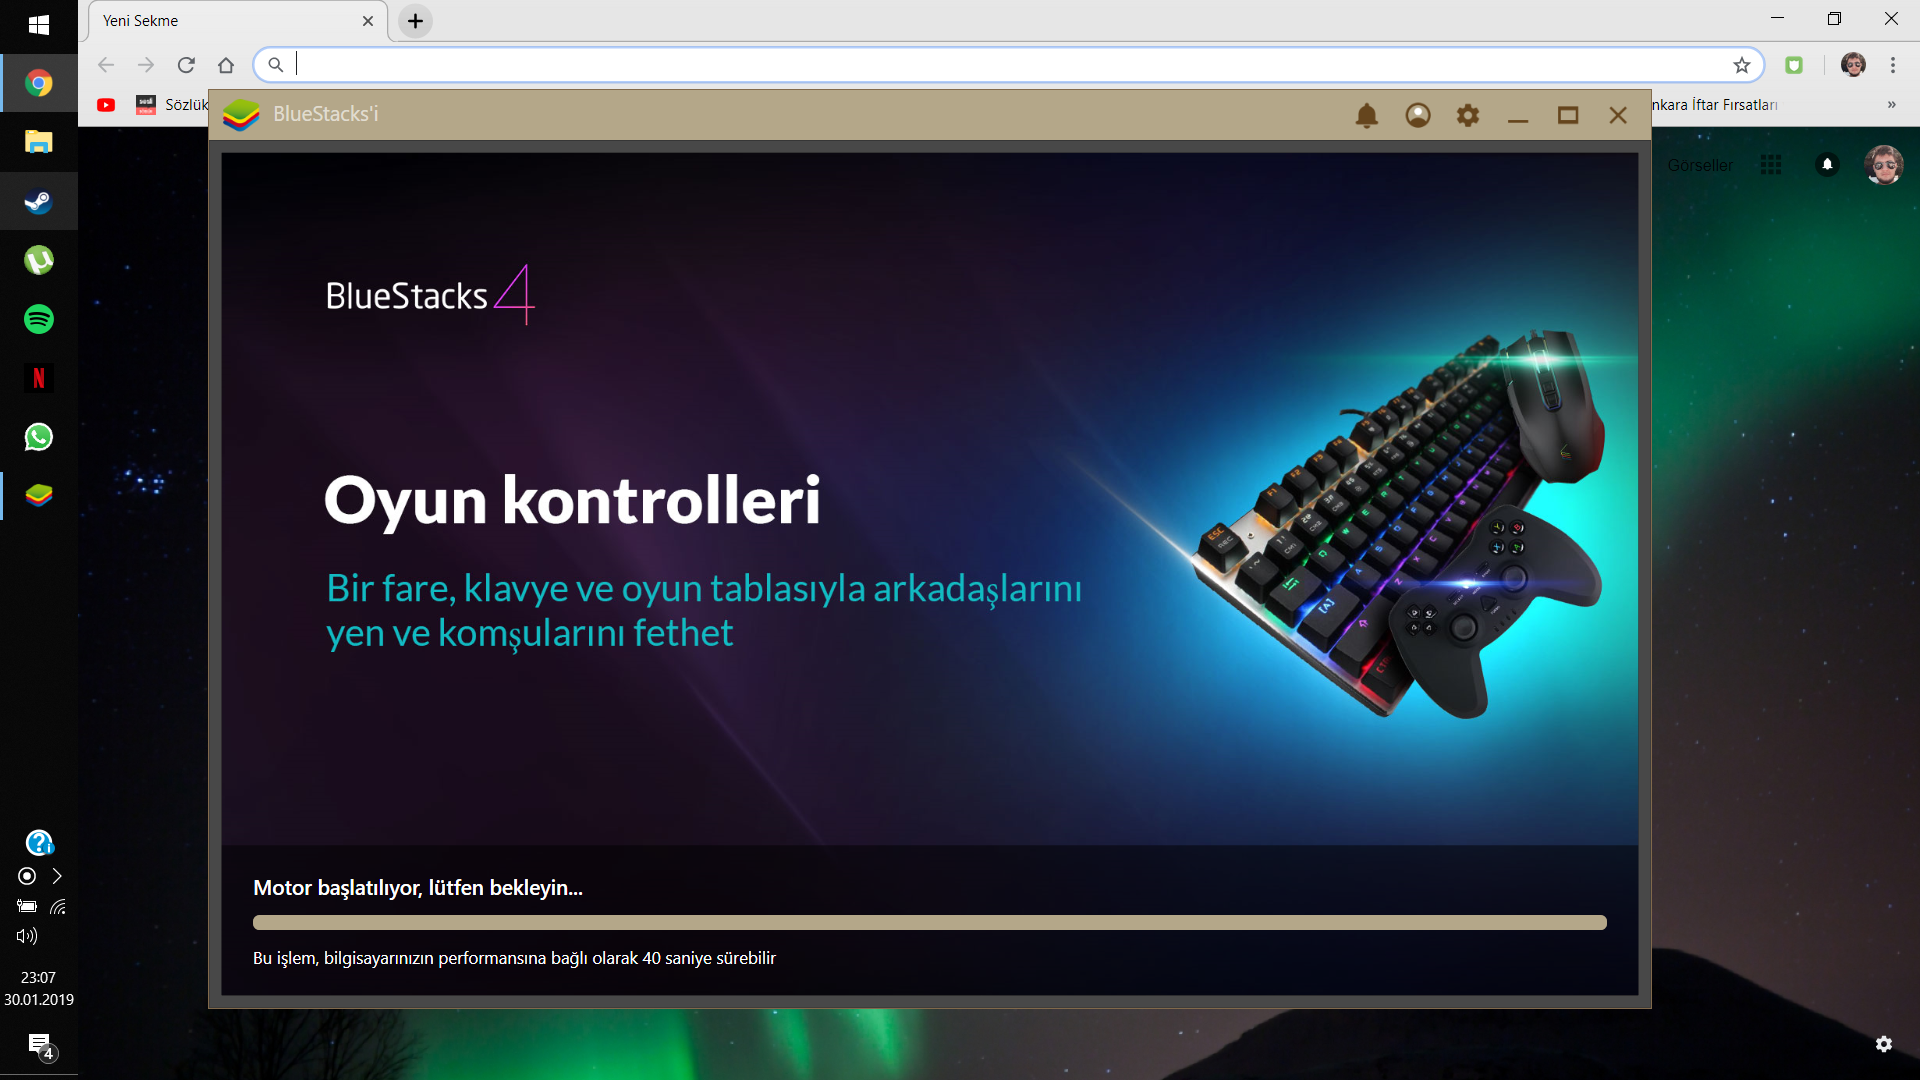 Yeni Sekme
Sözlük
nkara İftar Fırsatları
»
BlueStacks'i
Görseller
BlueStacks 4
Oyun kontrolleri
Bir fare, klavye ve oyun tablasıyla arkadaşlarını
yen ve komşularını fethet
Motor başlatılıyor, lütfen bekleyin...
Bu işlem, bilgisayarınızın performansına bağlı olarak 40 saniye sürebilir
23:07
30.01.2019
4